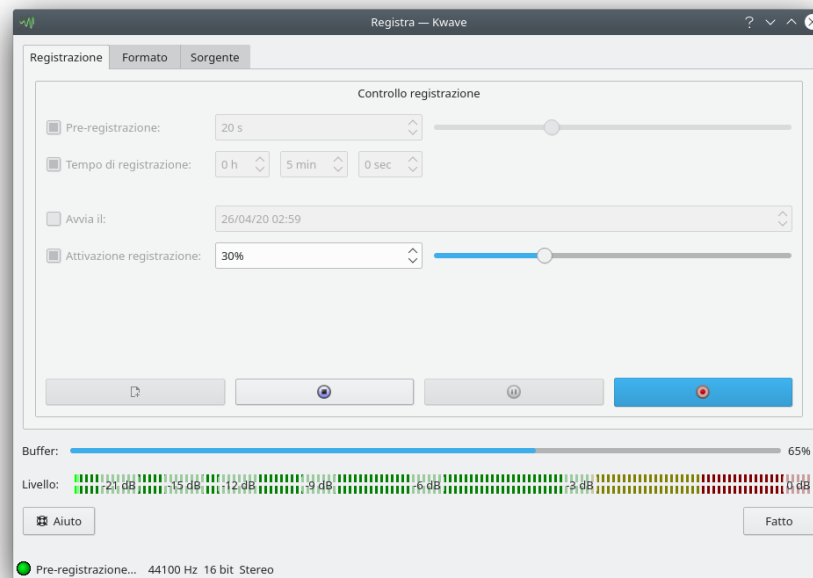 Registra — Kwave
Registrazione Formato Sorgente
Controllo registrazione
Pre-registrazione: 20 s
Tempo di registrazione: 0 h 5 min 0 sec
Avvia il: 26/04/20 02:59
Attivazione registrazione: 30%
Buffer: 65%
Livello: -21 dB -15 dB -12 dB -9 dB -6 dB -3 dB 0 dB
Aiuto Fatto
Pre-registrazione... 44100 Hz 16 bit Stereo